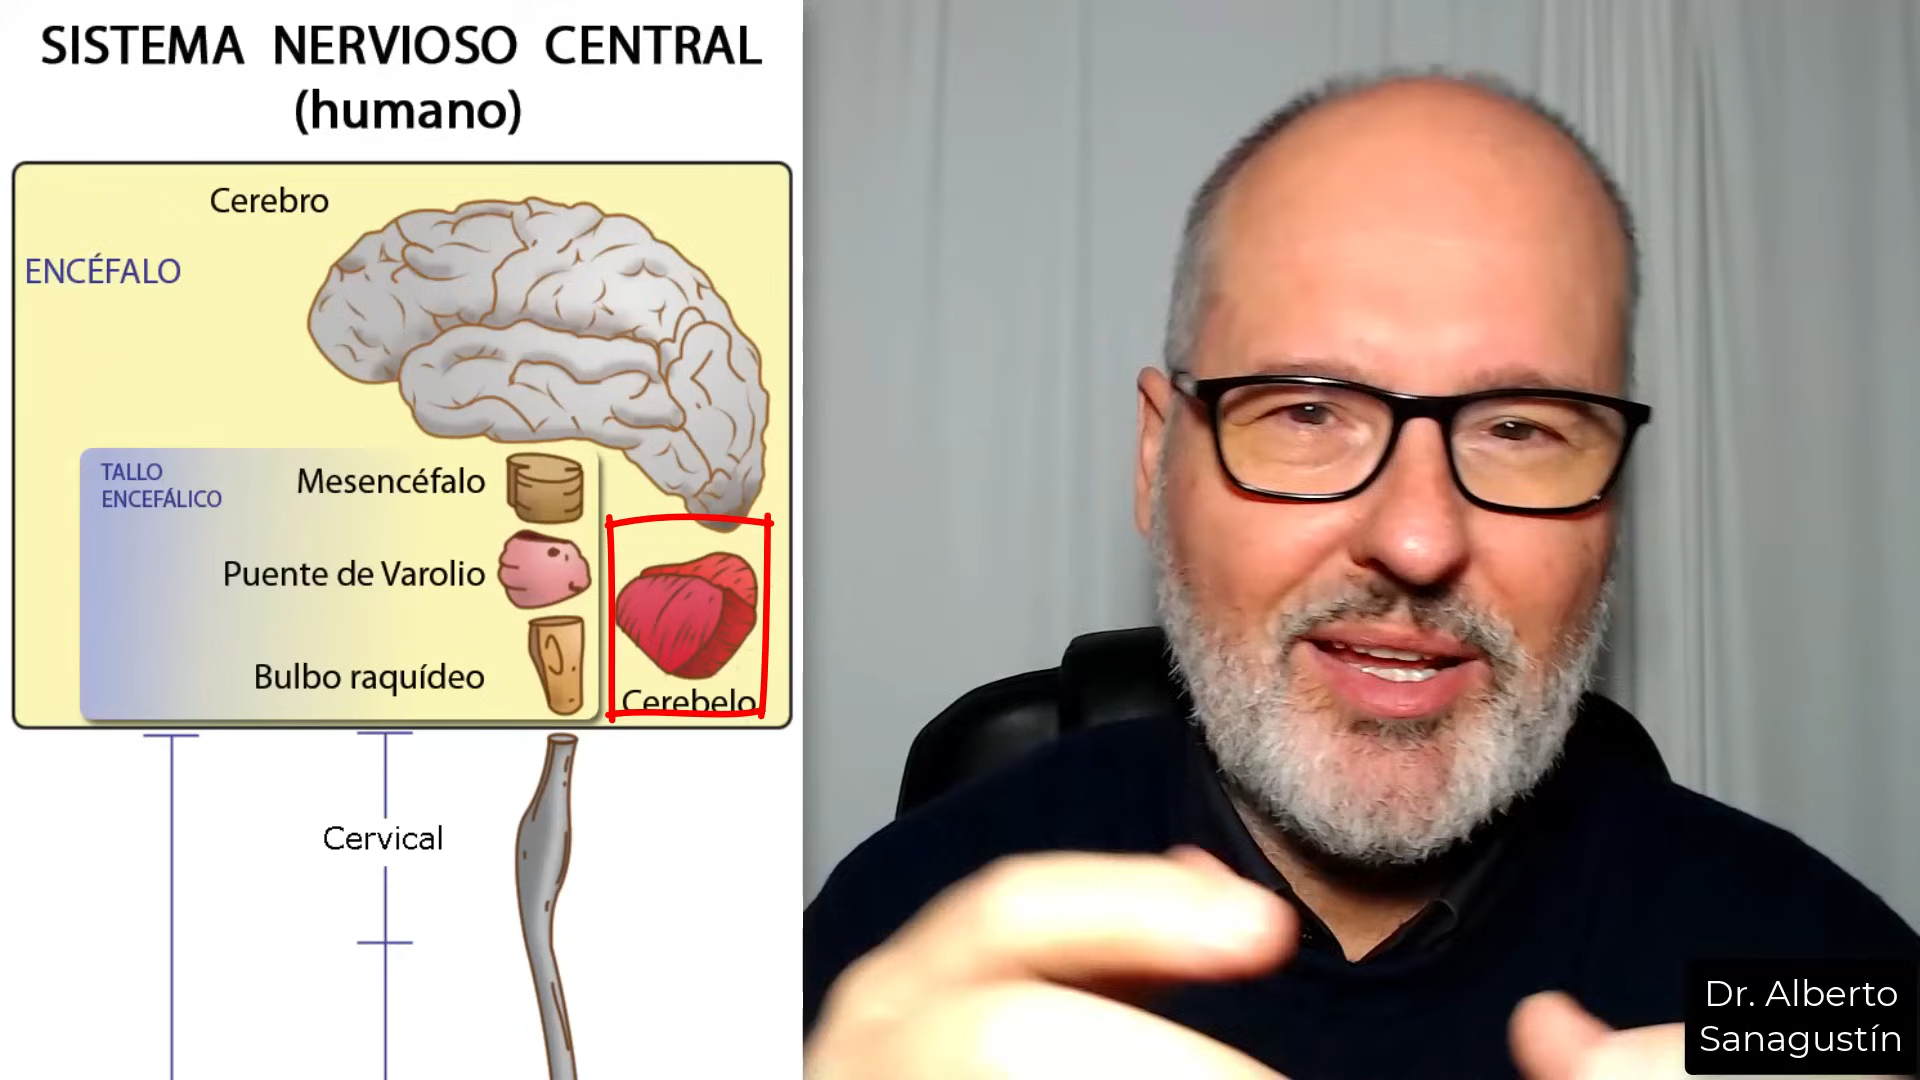 SISTEMA NERVIOSO CENTRAL
(humano)
Cerebro
ENCÉFALO
TALLO
ENCEFÁLICO
Mesencéfalo
Puente de Varolio
Bulbo raquídeo
Cerebelo
Cervical
Dr. Alberto
Sanagustín